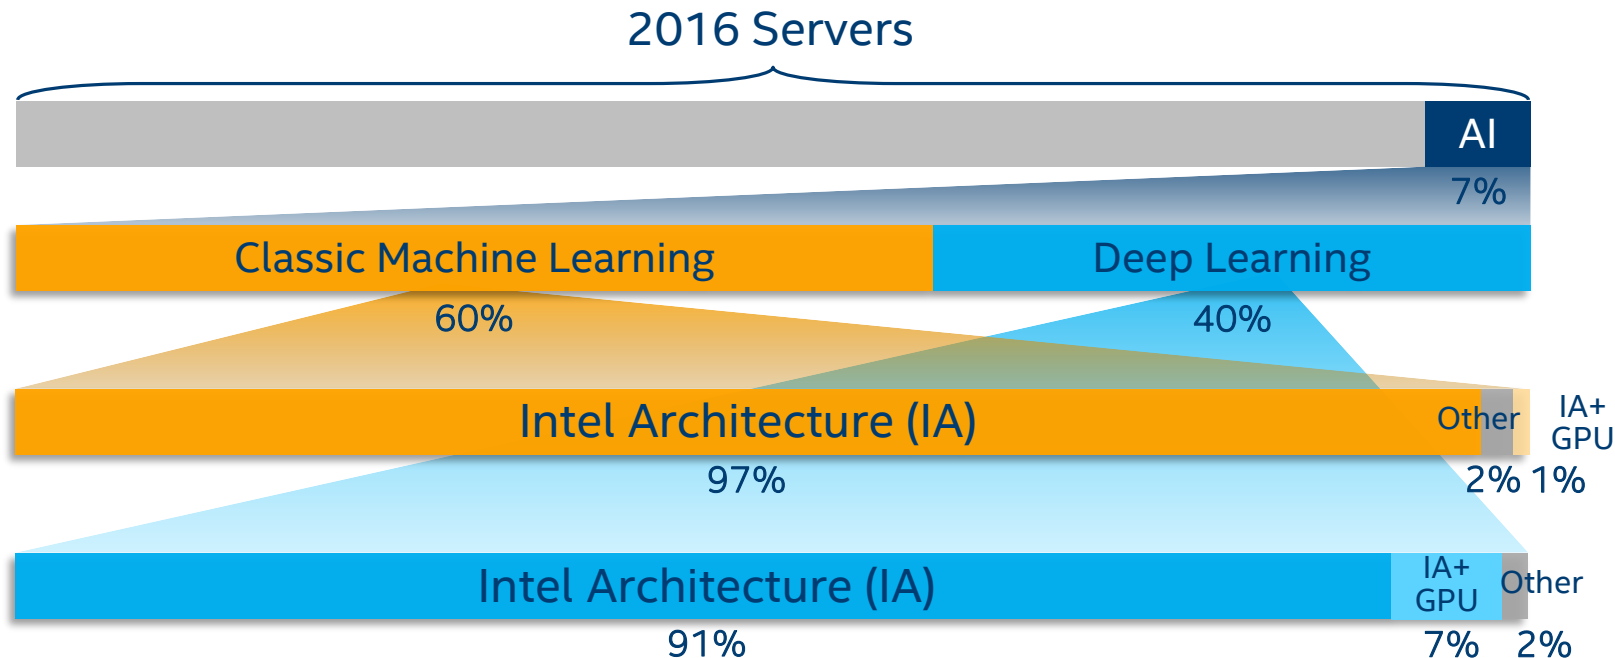 2016 Servers
AI
7%
Classic Machine Learning
Deep Learning
60%
40%
Intel Architecture (IA)
Other
IA+
GPU
97%
2%
1%
Intel Architecture (IA)
IA+
GPU
Other
91%
7%
2%